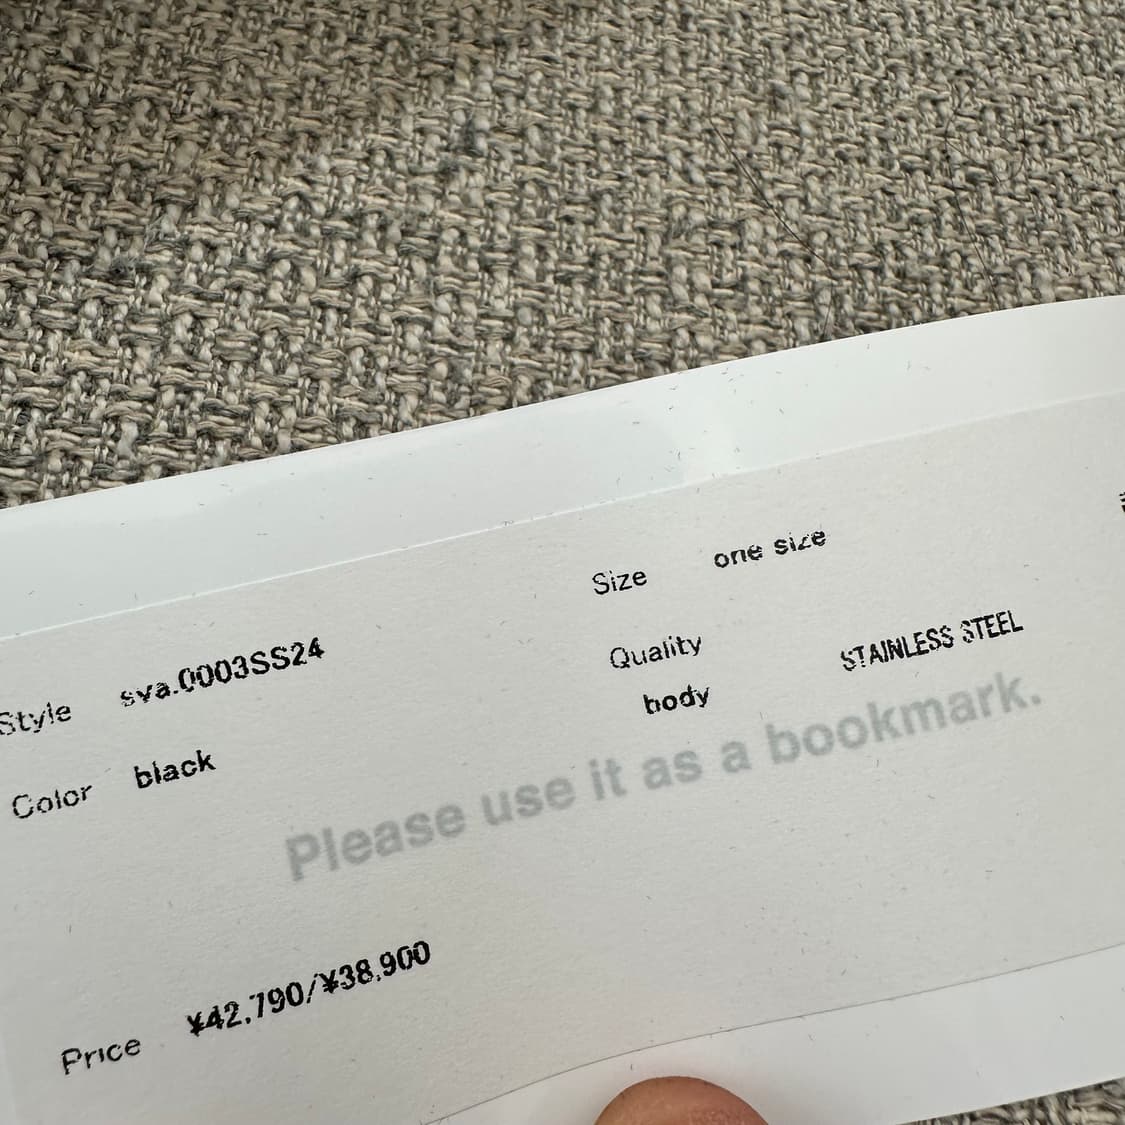 Style sva.0003SS24
Color black
Size one size
Quality
body STAINLESS STEEL
Please use it as a bookmark.
Price ¥42,790/¥38,900